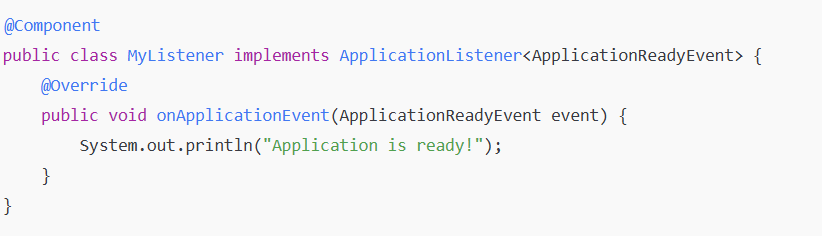 @Component
public class MyListener implements ApplicationListener<ApplicationReadyEvent> {
    @Override
    public void onApplicationEvent(ApplicationReadyEvent event) {
        System.out.println("Application is ready!");
    }
}